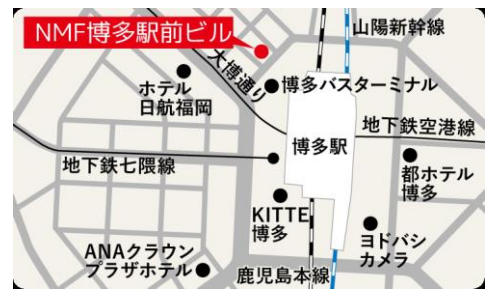 NMF博多駅前ビル
山陽新幹線
大博通り
博多バスターミナル
ホテル
日航福岡
地下鉄空港線
博多駅
地下鉄七隈線
都ホテル
博多
KITTE
博多
ヨドバシ
カメラ
ANAクラウン
プラザホテル
鹿児島本線